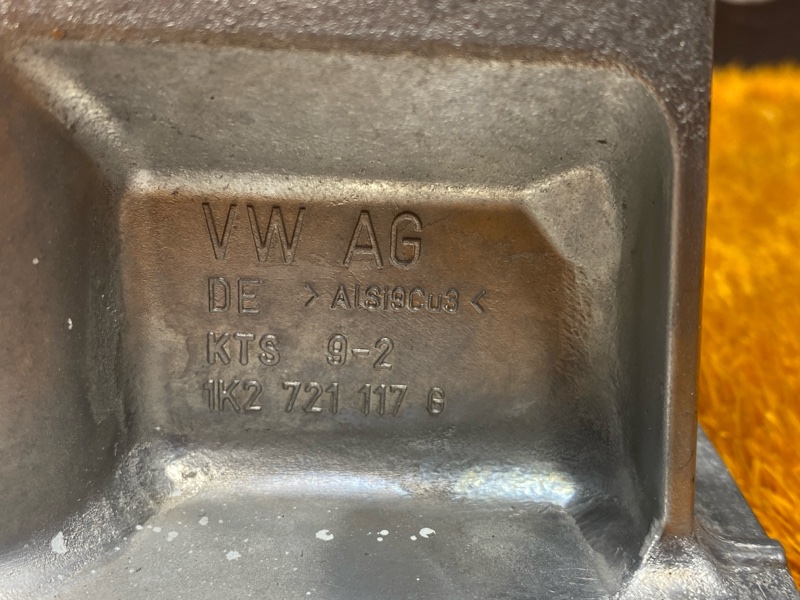 VW AG
DE >AlSi9Cu3<
KTS 9-2
1K2 721 117 G